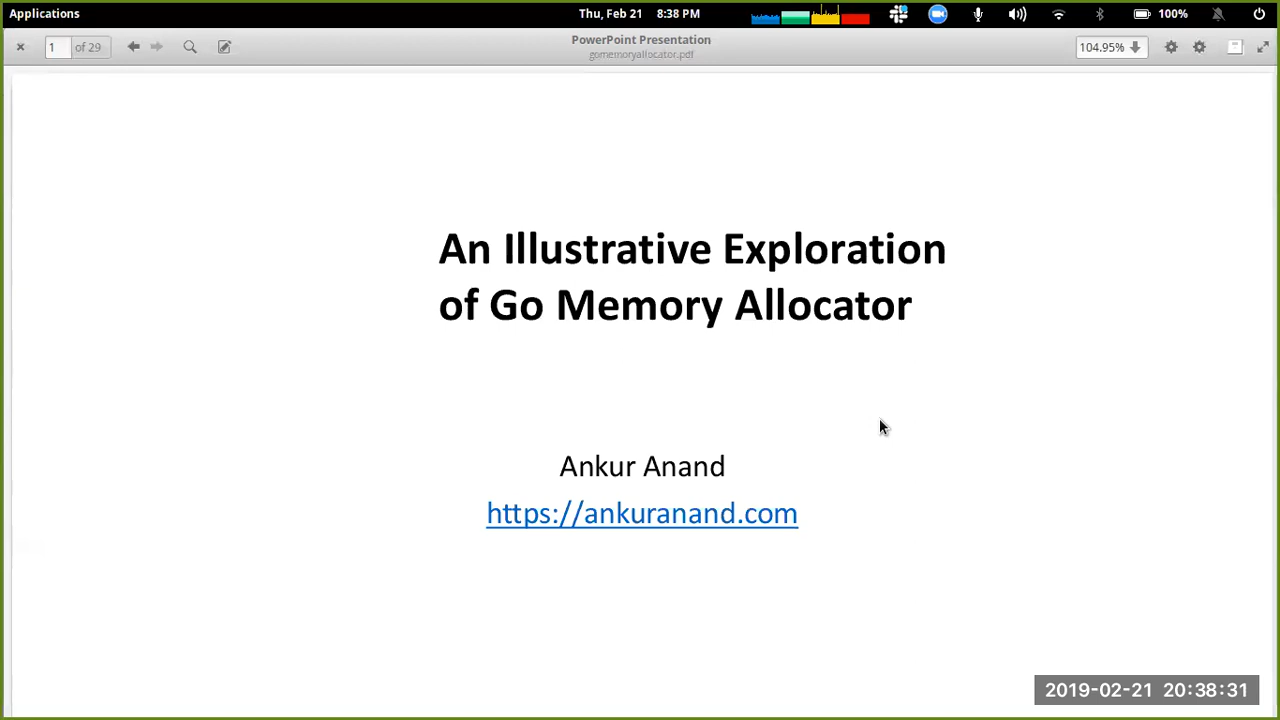 Applications
Thu, Feb 21 8:38 PM
100%
1 of 29
PowerPoint Presentation
gomemoryallocator.pdf
104.95%
An Illustrative Exploration
of Go Memory Allocator
Ankur Anand
https://ankuranand.com
2019-02-21 20:38:31